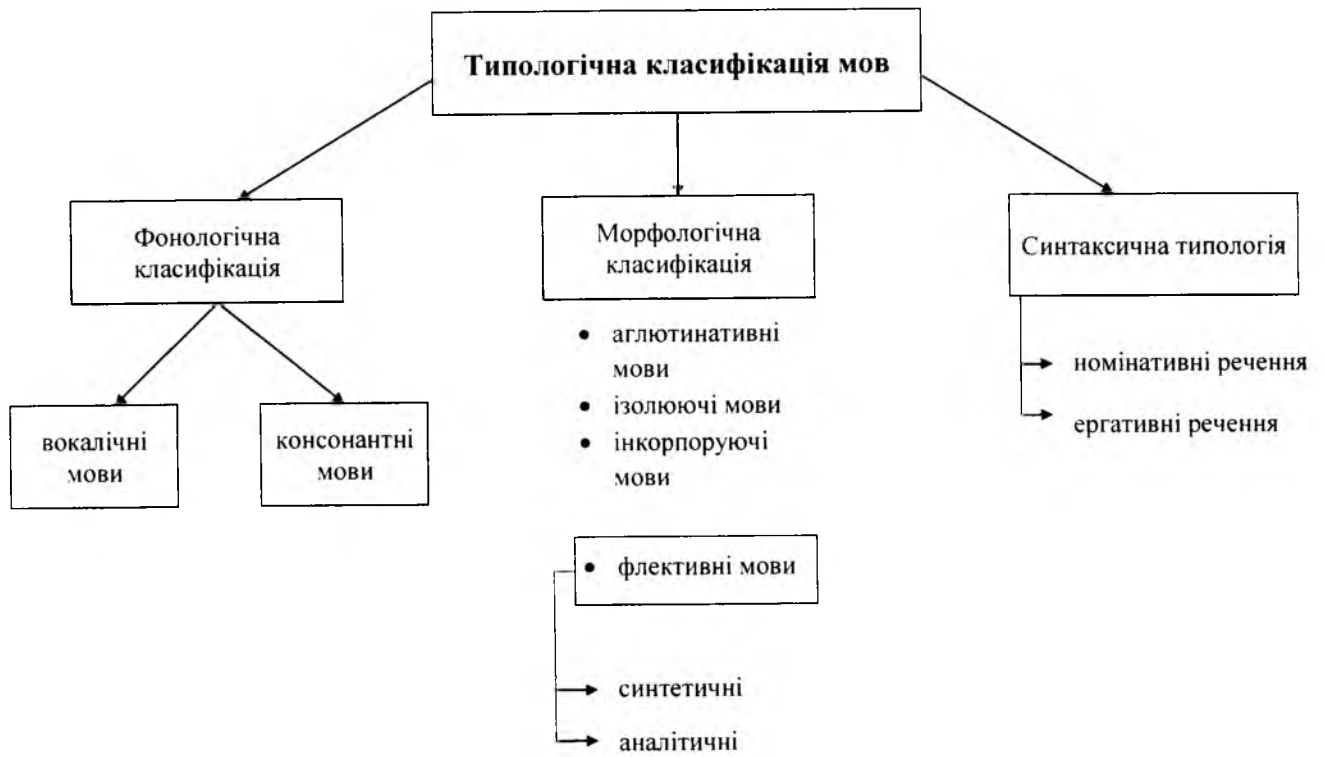 Типологічна класифікація мов
Фонологічна
класифікація
вокалічні
мови
консонантні
мови
Морфологічна
класифікація
• аглютинативні
мови
• ізолюючі мови
• інкорпоруючі
мови
• флективні мови
синтетичні
аналітичні
Синтаксична типологія
номінативні речення
ергативні речення